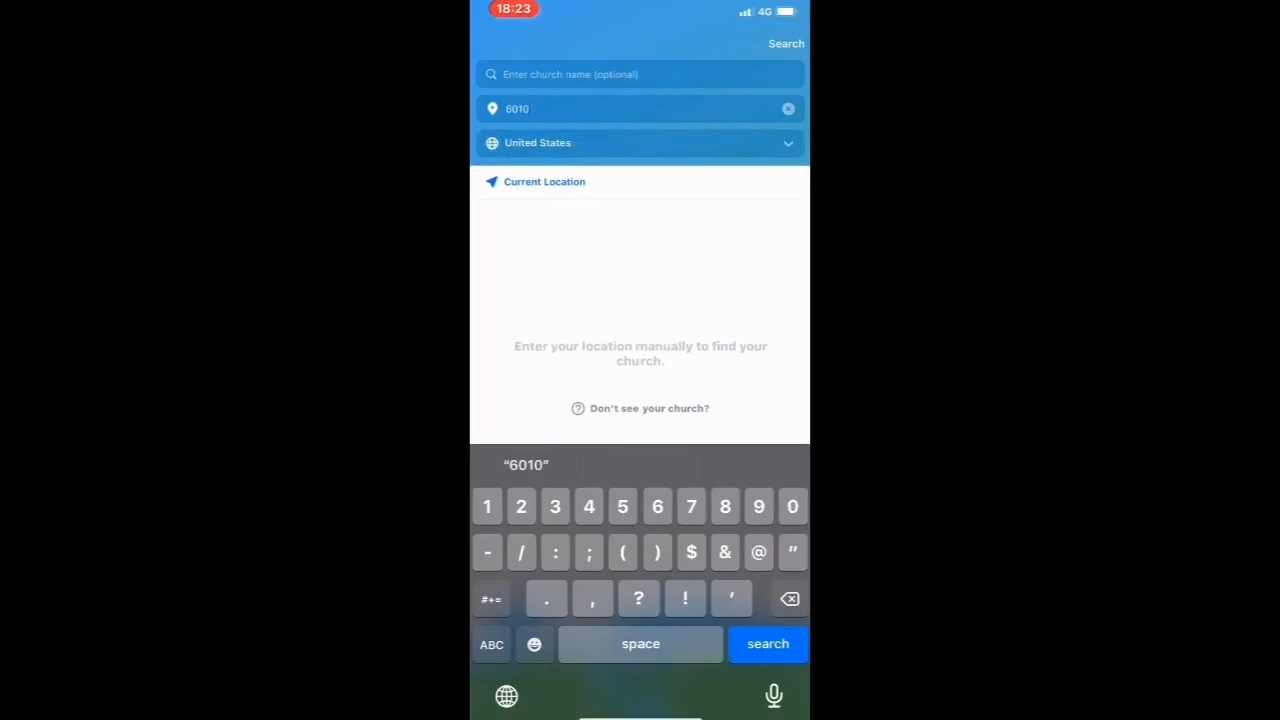 18:23
4G
Search
Enter church name (optional)
6010
United States
Current Location
Enter your location manually to find your
church.
Don't see your church?
“6010”
1 2 3 4 5 6 7 8 9 0
- / : ; ( ) $ & @ "
#+= . , ? ! '
ABC space search